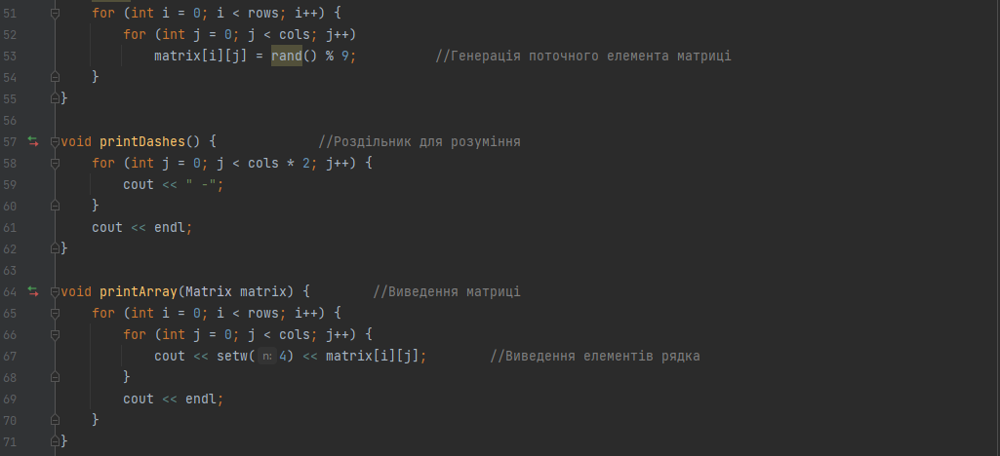 51 for (int i = 0; i < rows; i++) {
52 for (int j = 0; j < cols; j++)
53 matrix[i][j] = rand() % 9; //Генерація поточного елемента матриці
54 }
55 }
56
57 void printDashes() { //Роздільник для розуміння
58 for (int j = 0; j < cols * 2; j++) {
59 cout << " -";
60 }
61 cout << endl;
62 }
63
64 void printArray(Matrix matrix) { //Виведення матриці
65 for (int i = 0; i < rows; i++) {
66 for (int j = 0; j < cols; j++) {
67 cout << setw( n: 4) << matrix[i][j]; //Виведення елементів рядка
68 }
69 cout << endl;
70 }
71 }